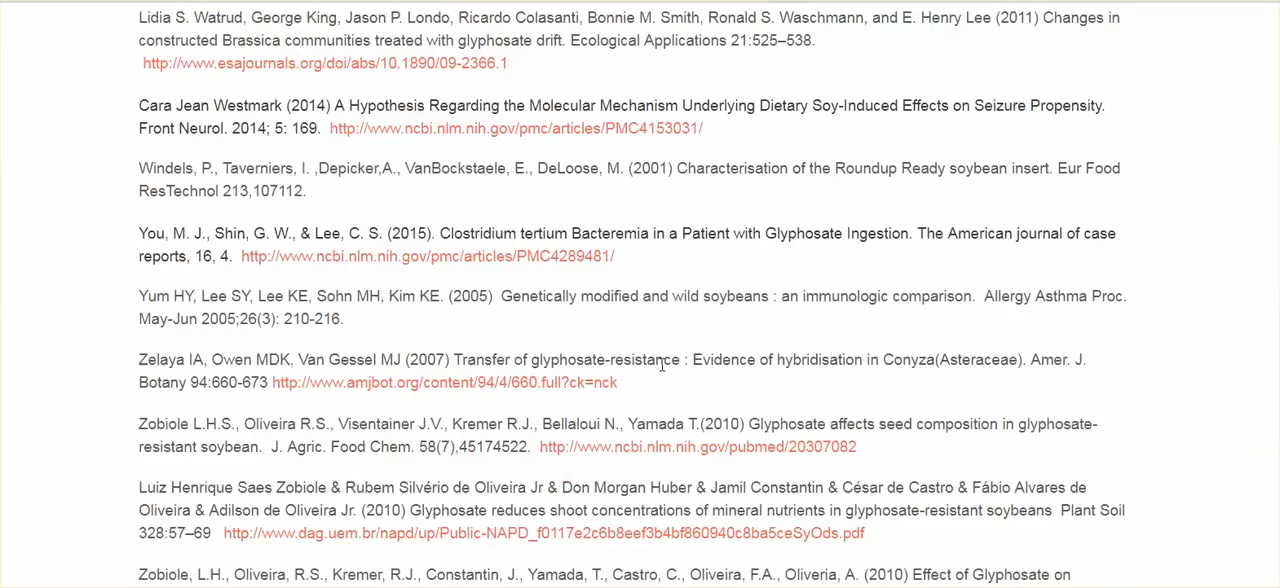 Lidia S. Watrud, George King, Jason P. Londo, Ricardo Colasanti, Bonnie M. Smith, Ronald S. Waschmann, and E. Henry Lee (2011) Changes in
constructed Brassica communities treated with glyphosate drift. Ecological Applications 21:525–538.
http://www.esajournals.org/doi/abs/10.1890/09-2366.1
Cara Jean Westmark (2014) A Hypothesis Regarding the Molecular Mechanism Underlying Dietary Soy-Induced Effects on Seizure Propensity.
Front Neurol. 2014; 5: 169. http://www.ncbi.nlm.nih.gov/pmc/articles/PMC4153031/
Windels, P., Taverniers, I. ,Depicker,A., VanBockstaele, E., DeLoose, M. (2001) Characterisation of the Roundup Ready soybean insert. Eur Food
ResTechnol 213,107112.
You, M. J., Shin, G. W., & Lee, C. S. (2015). Clostridium tertium Bacteremia in a Patient with Glyphosate Ingestion. The American journal of case
reports, 16, 4. http://www.ncbi.nlm.nih.gov/pmc/articles/PMC4289481/
Yum HY, Lee SY, Lee KE, Sohn MH, Kim KE. (2005) Genetically modified and wild soybeans : an immunologic comparison. Allergy Asthma Proc.
May-Jun 2005;26(3): 210-216.
Zelaya IA, Owen MDK, Van Gessel MJ (2007) Transfer of glyphosate-resistance : Evidence of hybridisation in Conyza(Asteraceae). Amer. J.
Botany 94:660-673 http://www.amjbot.org/content/94/4/660.full?ck=nck
Zobiole L.H.S., Oliveira R.S., Visentainer J.V., Kremer R.J., Bellaloui N., Yamada T.(2010) Glyphosate affects seed composition in glyphosate-
resistant soybean. J. Agric. Food Chem. 58(7),45174522. http://www.ncbi.nlm.nih.gov/pubmed/20307082
Luiz Henrique Saes Zobiole & Rubem Silvério de Oliveira Jr & Don Morgan Huber & Jamil Constantin & César de Castro & Fábio Alvares de
Oliveira & Adilson de Oliveira Jr. (2010) Glyphosate reduces shoot concentrations of mineral nutrients in glyphosate-resistant soybeans Plant Soil
328:57–69 http://www.dag.uem.br/napd/up/Public-NAPD_f0117e2c6b8eef3b4bf860940c8ba5ceSyOds.pdf
Zobiole, L.H., Oliveira, R.S., Kremer, R.J., Constantin, J., Yamada, T., Castro, C., Oliveira, F.A., Oliveria, A. (2010) Effect of Glyphosate on